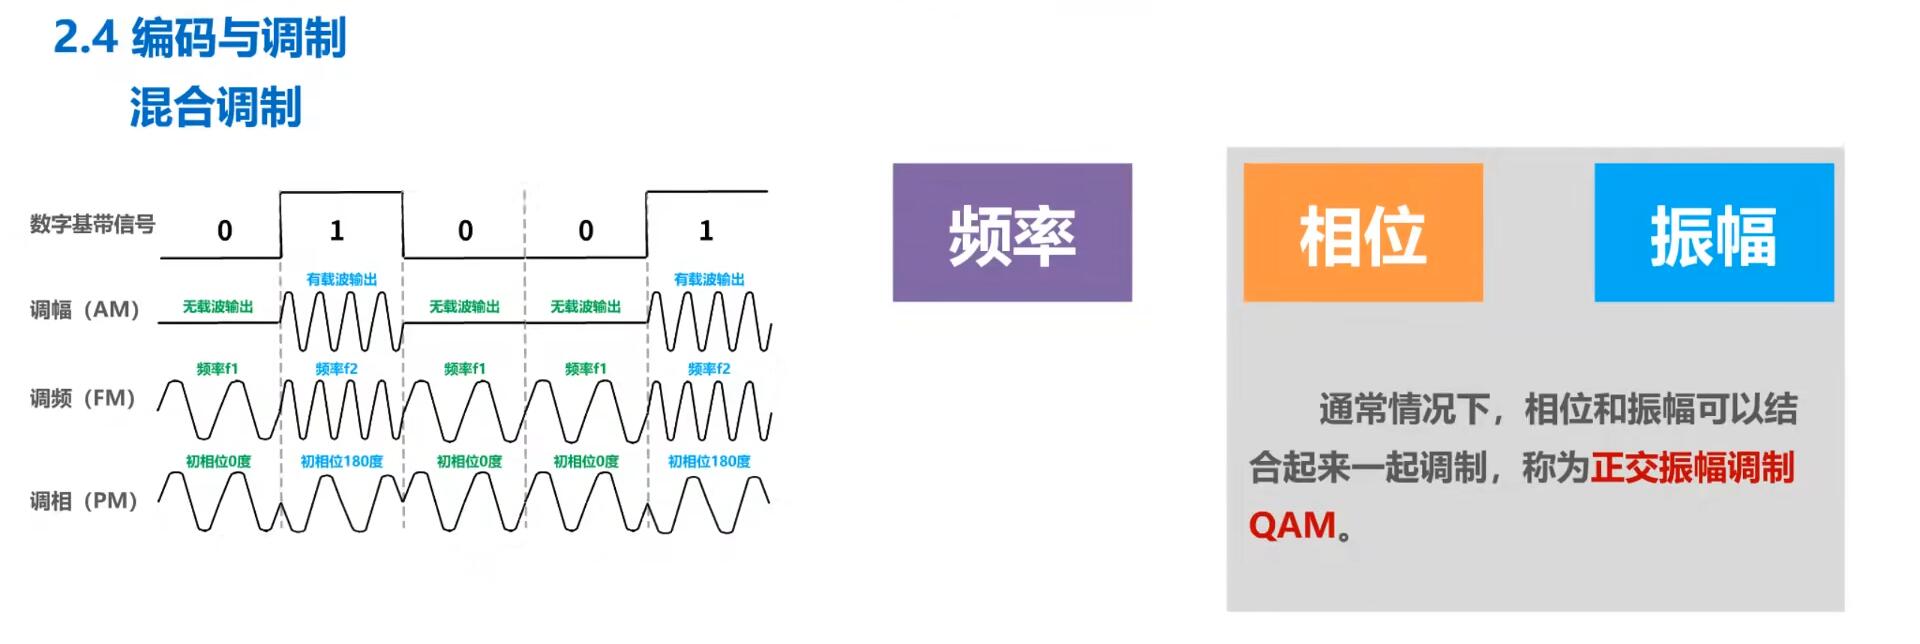 2.4 编码与调制
混合调制
数字基带信号 0 1 0 0 1
有载波输出 有载波输出
调幅（AM） 无载波输出 无载波输出 无载波输出
频率f1 频率f2 频率f1 频率f1 频率f2
调频（FM）
初相位0度 初相位180度 初相位0度 初相位0度 初相位180度
调相（PM）
频率 相位 振幅
通常情况下，相位和振幅可以结
合起来一起调制，称为正交振幅调制
QAM。